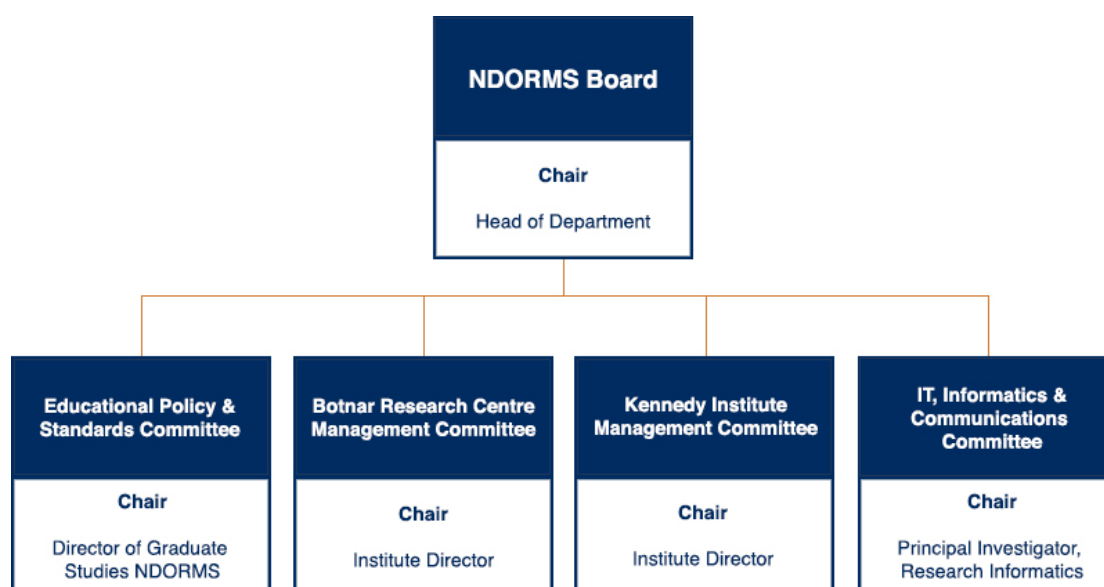 NDORMS Board
Chair
Head of Department
Educational Policy &
Standards Committee
Chair
Director of Graduate
Studies NDORMS
Botnar Research Centre
Management Committee
Chair
Institute Director
Kennedy Institute
Management Committee
Chair
Institute Director
IT, Informatics &
Communications
Committee
Chair
Principal Investigator,
Research Informatics